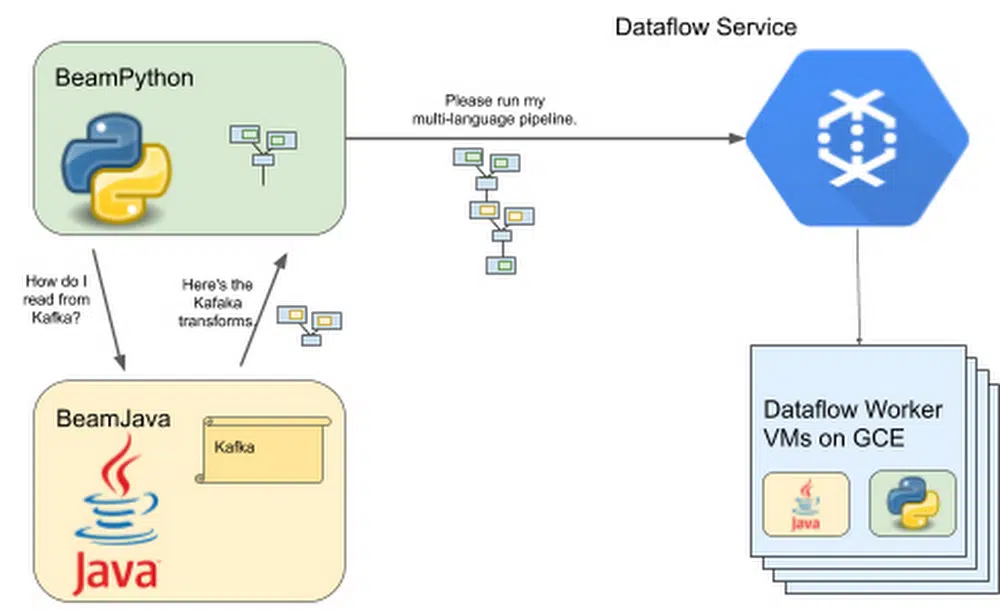 Dataflow Service
BeamPython
Please run my
multi-language pipeline.
How do I
read from
Kafka?
Here's the
Kafaka
transforms.
BeamJava
Kafka
Java
Dataflow Worker
VMs on GCE
Java